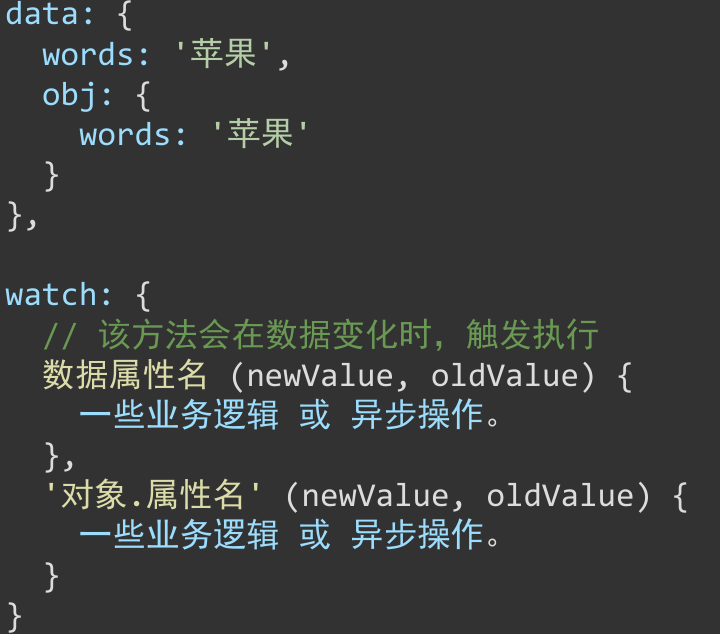 data: {
  words: '苹果',
  obj: {
    words: '苹果'
  }
},

watch: {
  // 该方法会在数据变化时，触发执行
  数据属性名 (newValue, oldValue) {
    一些业务逻辑 或 异步操作。
  },
  '对象.属性名' (newValue, oldValue) {
    一些业务逻辑 或 异步操作。
  }
}